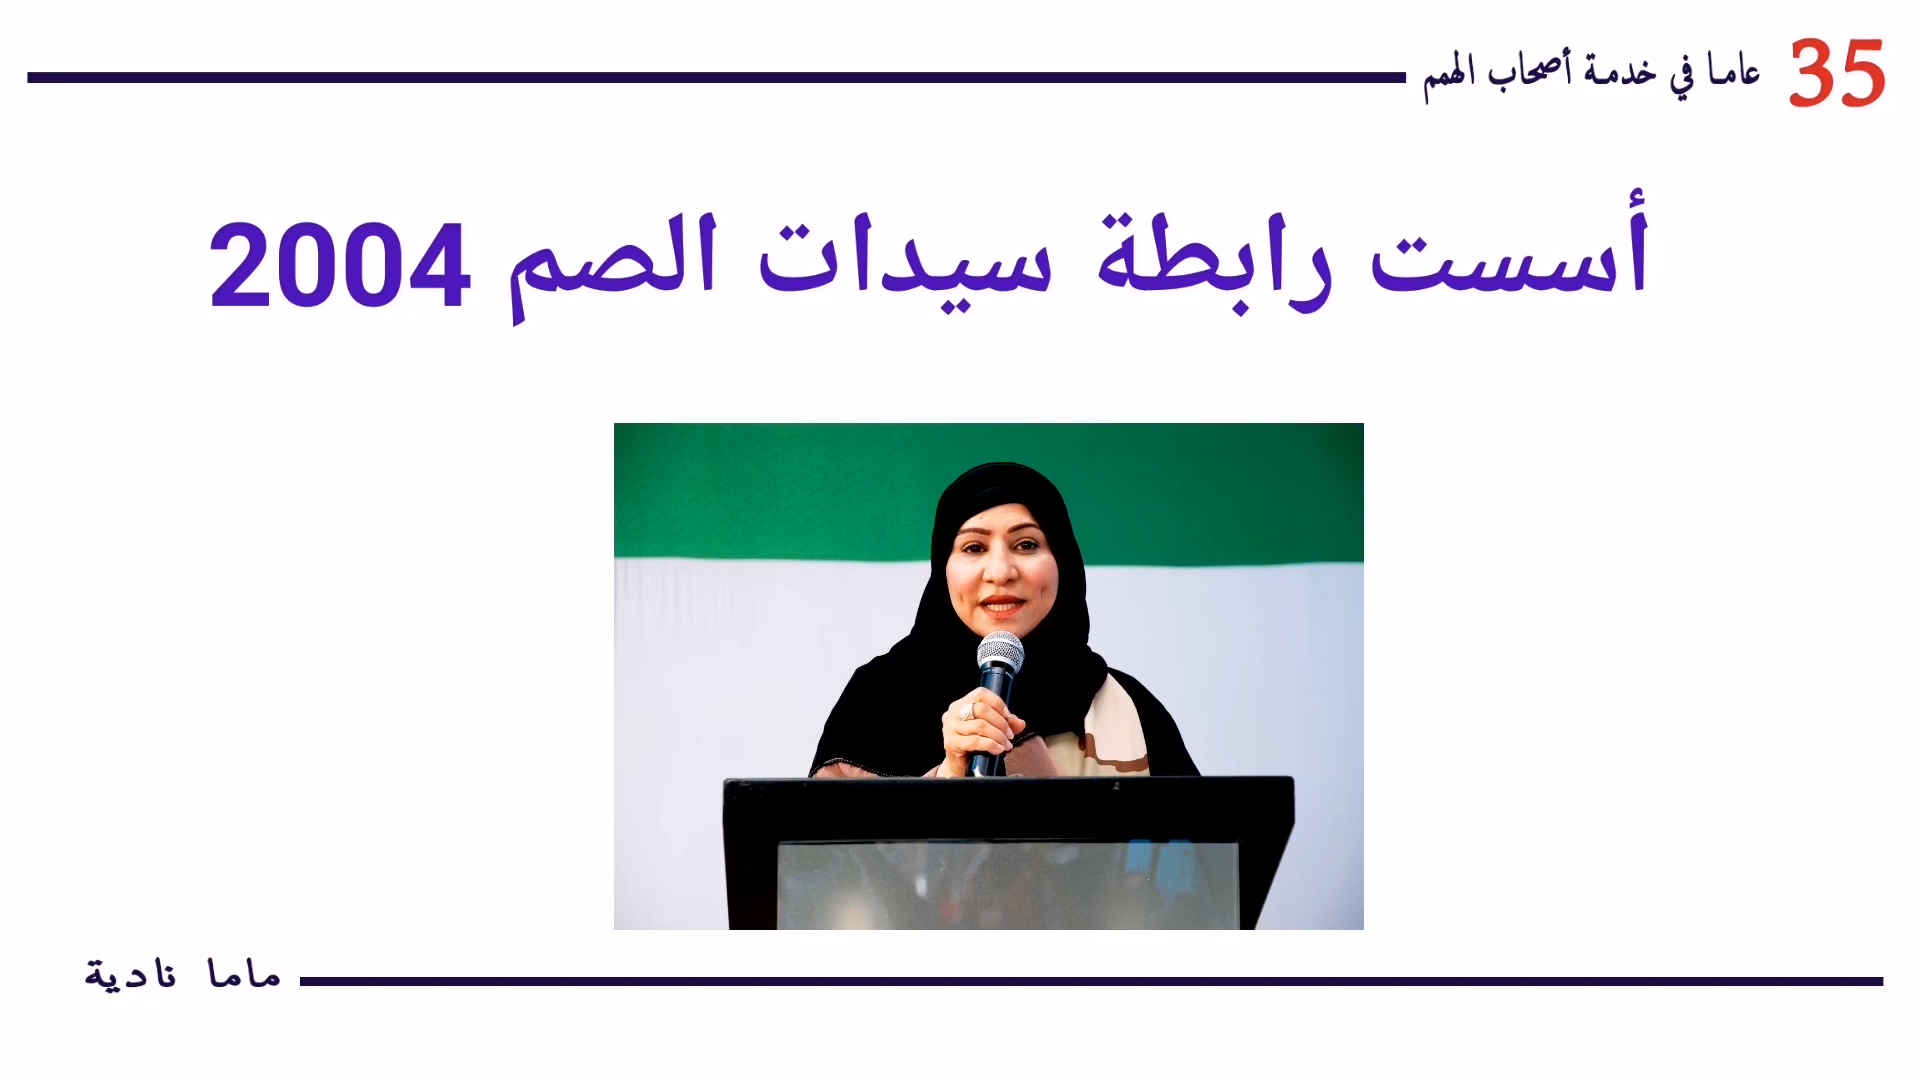 35 عاما في خدمة أصحاب الهمم
أسست رابطة سيدات الصم 2004
ماما نادية